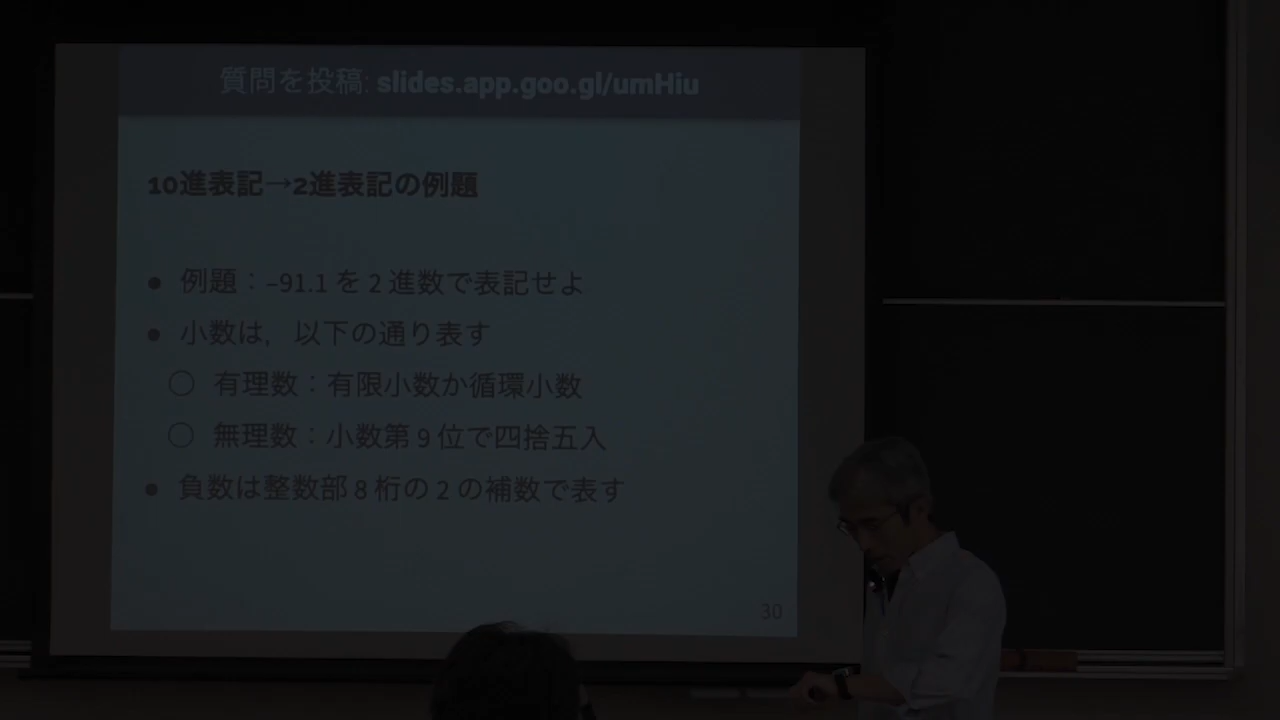 質問を投稿: slides.app.goo.gl/umHiu
10進表記→2進表記の例題
● 例題：–91.1 を 2 進数で表記せよ
● 小数は，以下の通り表す
○ 有理数：有限小数か循環小数
○ 無理数：小数第 9 位で四捨五入
● 負数は整数部 8 桁の 2 の補数で表す
30